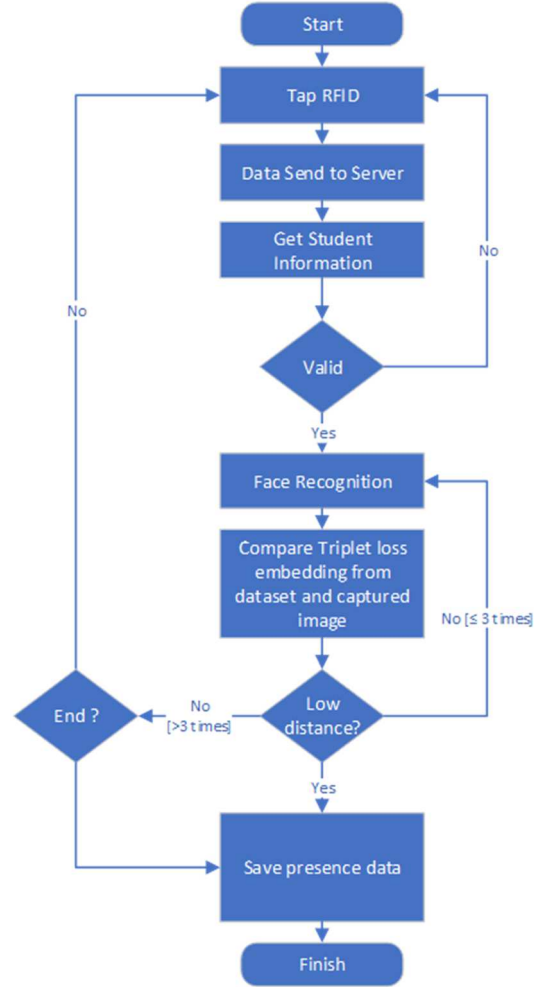 Start
Tap RFID
Data Send to Server
Get Student
Information
No
No
Valid
Yes
Face Recognition
Compare Triplet loss
embedding from
dataset and captured
image
No [≤ 3 times]
End ?
No
[>3 times]
Low
distance?
Yes
Save presence data
Finish